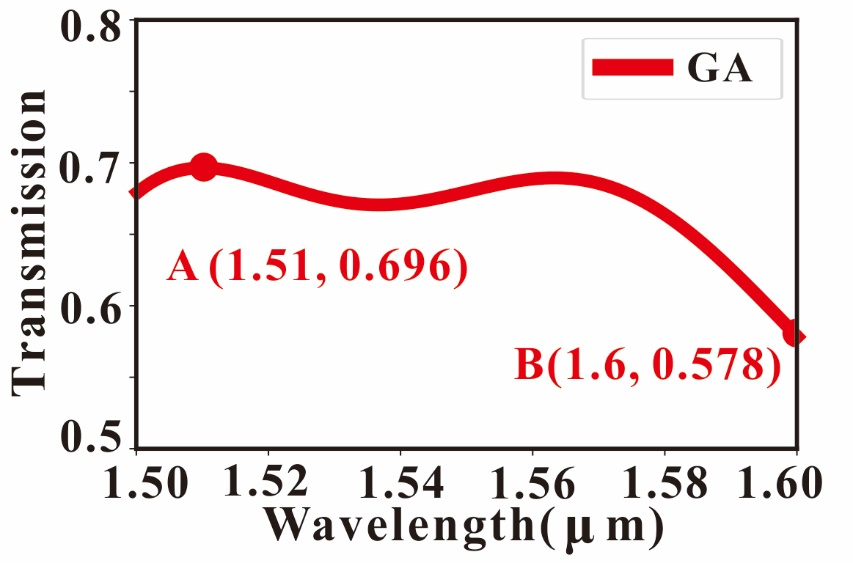 0.8
GA
0.7
A (1.51, 0.696)
0.6
B(1.6, 0.578)
0.5
1.50 1.52 1.54 1.56 1.58 1.60
Wavelength(μm)
Transmission